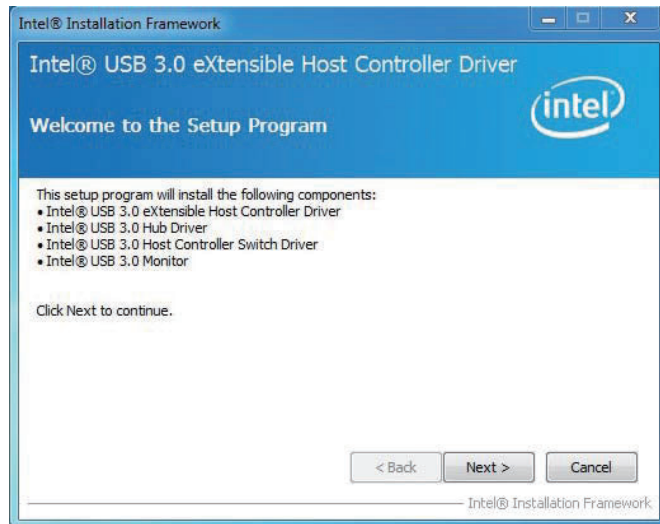 Intel® Installation Framework
Intel® USB 3.0 eXtensible Host Controller Driver
Welcome to the Setup Program
intel
This setup program will install the following components:
• Intel® USB 3.0 eXtensible Host Controller Driver
• Intel® USB 3.0 Hub Driver
• Intel® USB 3.0 Host Controller Switch Driver
• Intel® USB 3.0 Monitor
Click Next to continue.
< Back Next > Cancel
Intel® Installation Framework